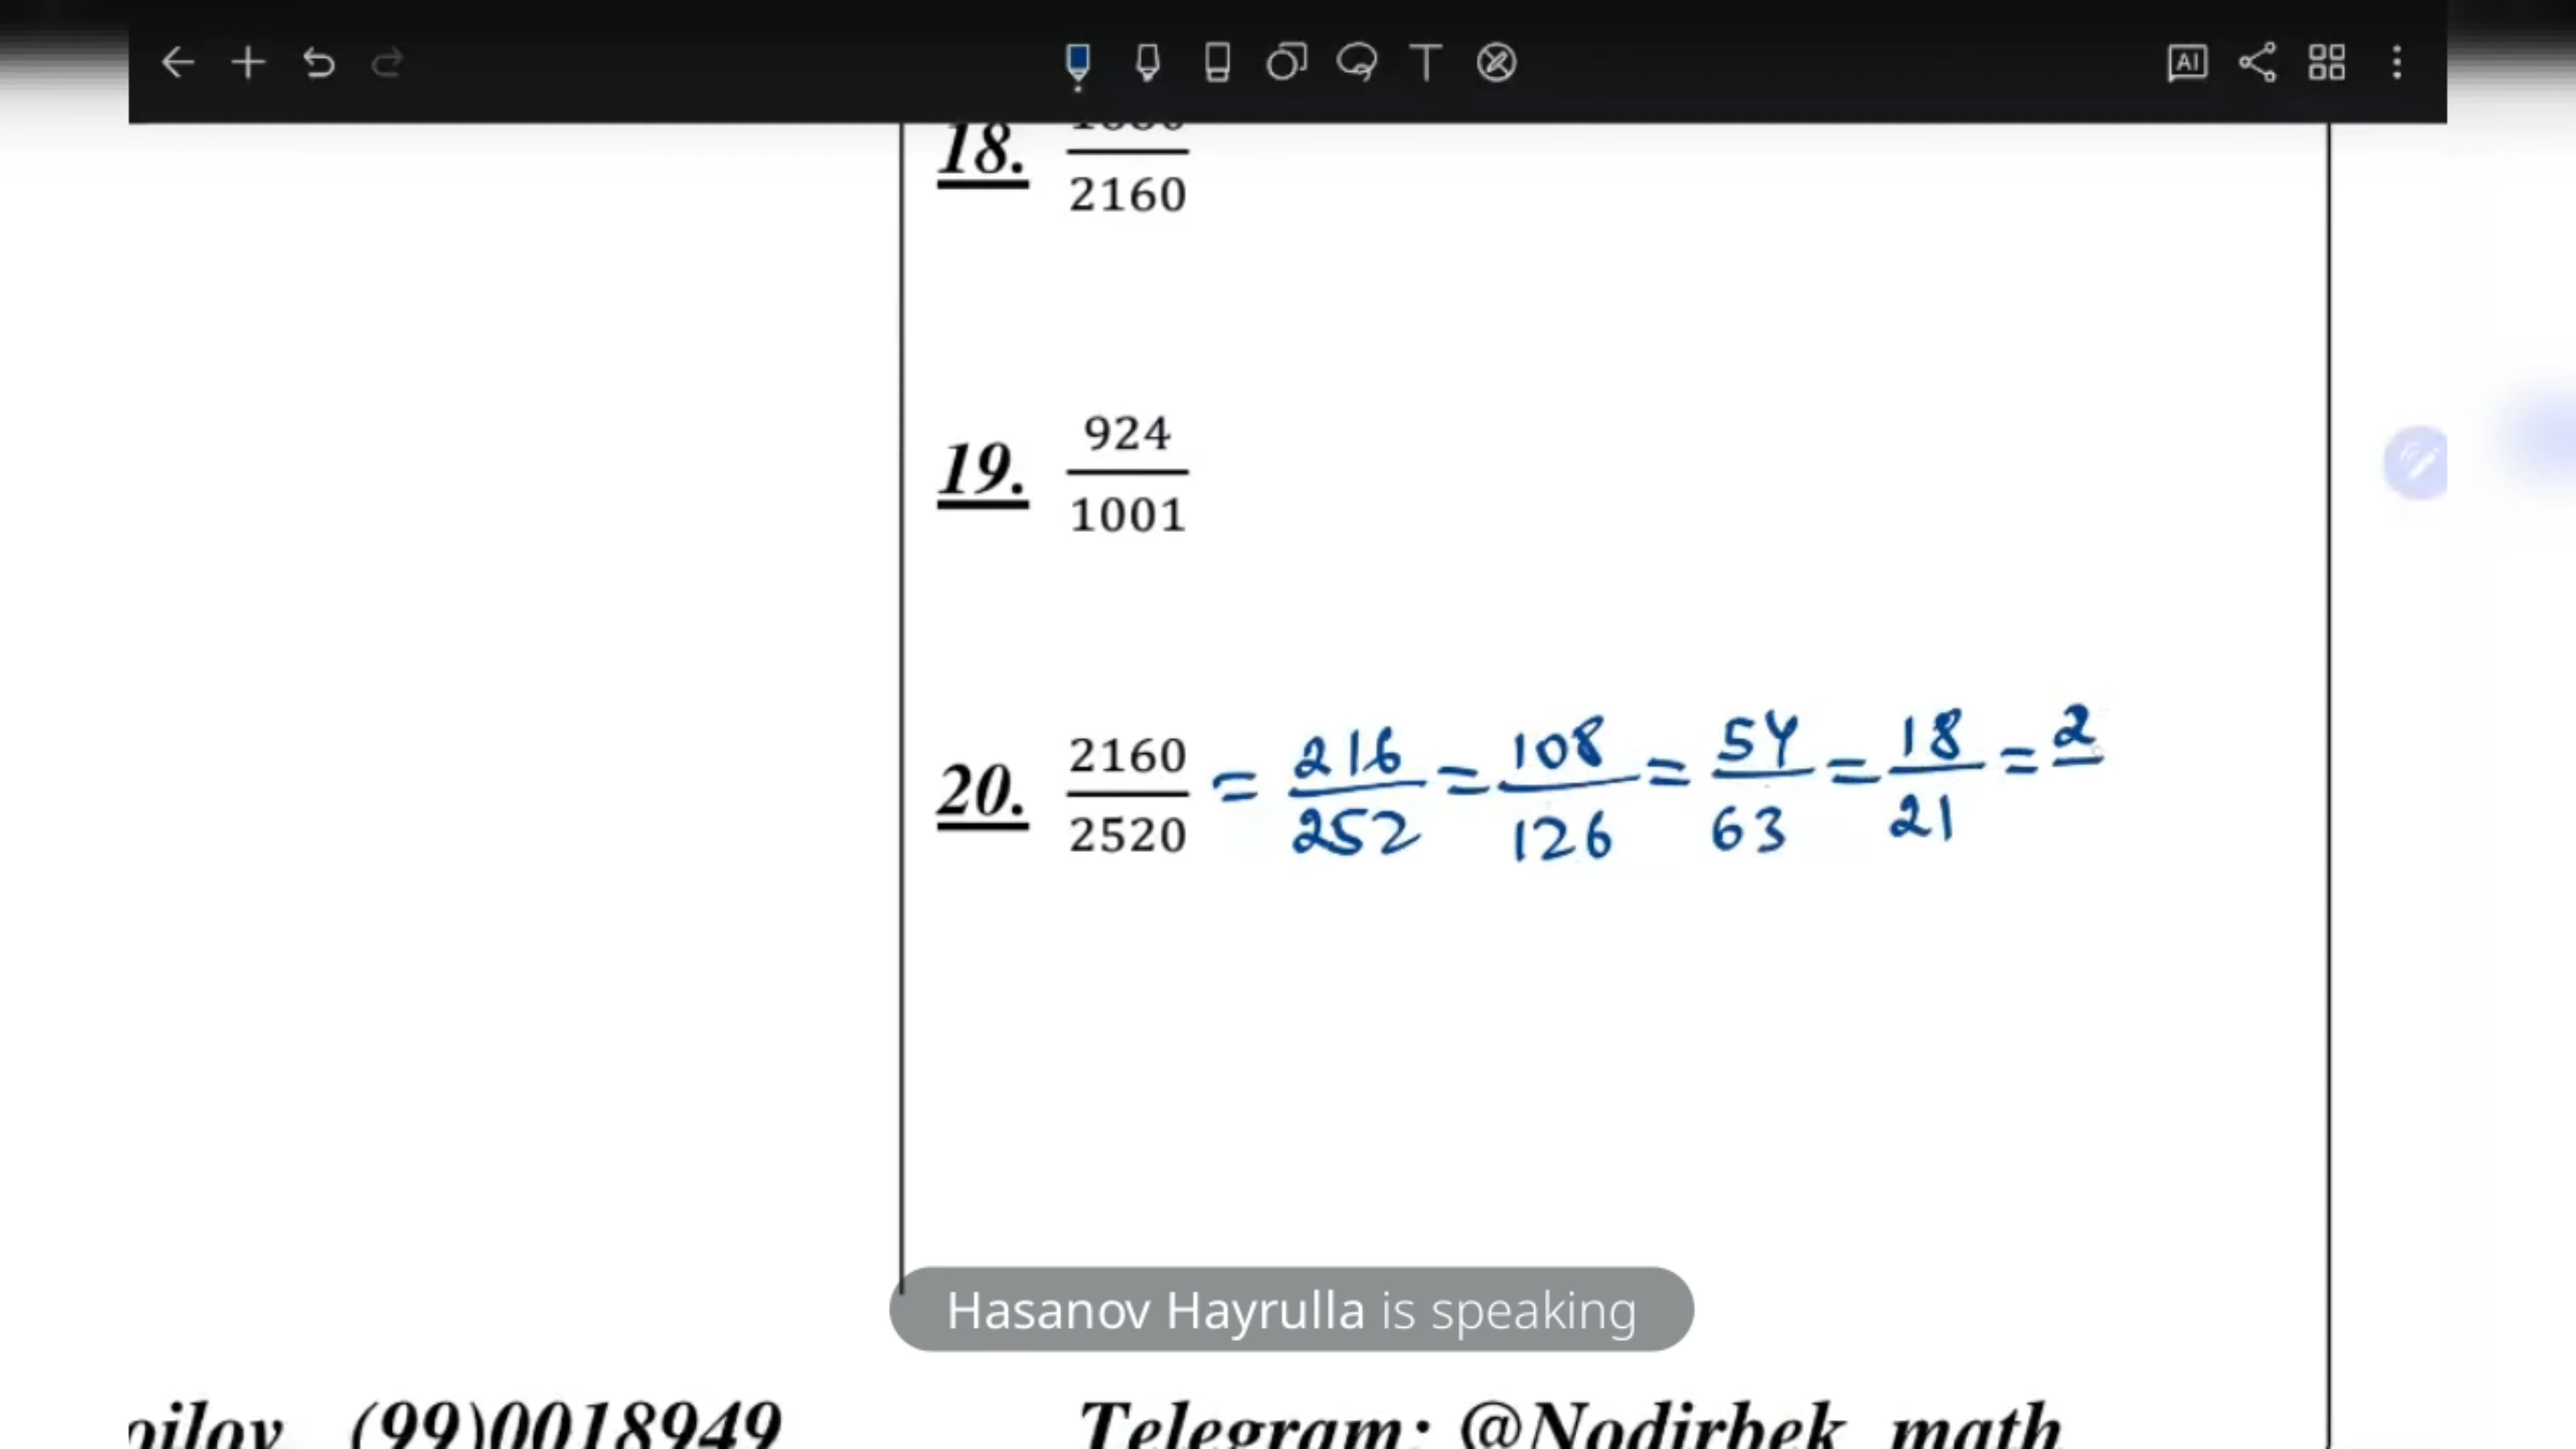 AI
18. 2160
19. 924
1001
20. 2160 = 216 = 108 = 54 = 18 = 2
2520 252 126 63 21
Hasanov Hayrulla is speaking
(99)0018949 Telegram: @Nodirbek_math